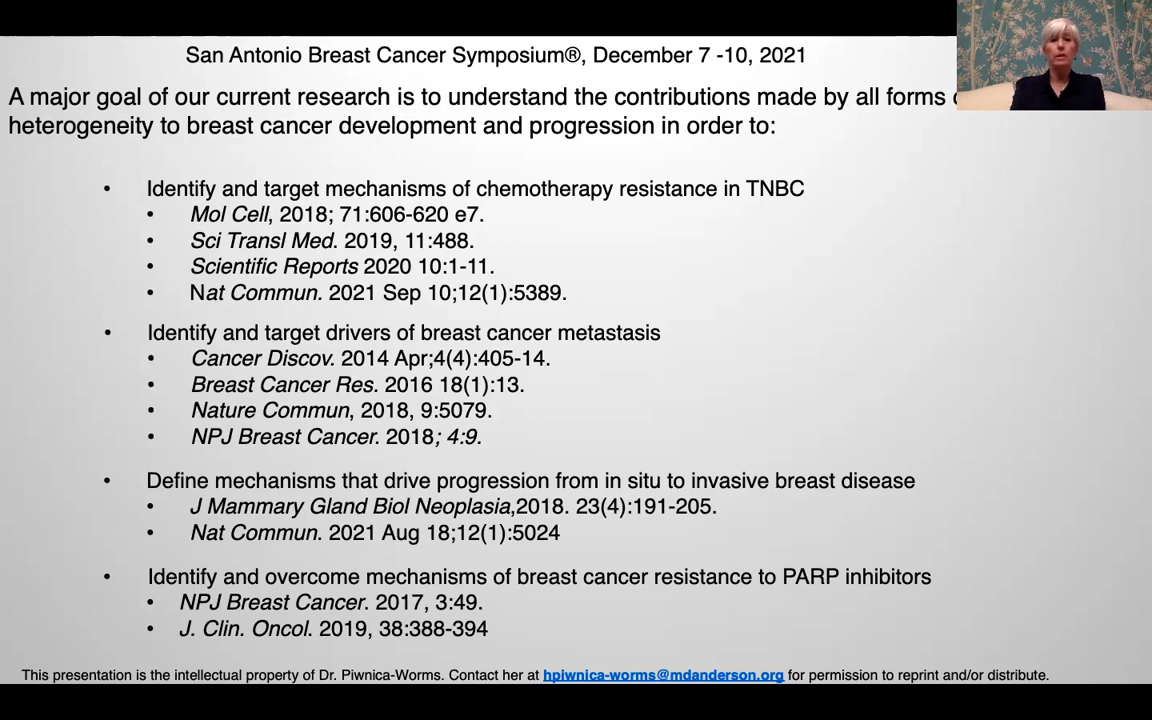 San Antonio Breast Cancer Symposium®, December 7 -10, 2021
A major goal of our current research is to understand the contributions made by all forms
heterogeneity to breast cancer development and progression in order to:
• Identify and target mechanisms of chemotherapy resistance in TNBC
• Mol Cell, 2018; 71:606-620 e7.
• Sci Transl Med. 2019, 11:488.
• Scientific Reports 2020 10:1-11.
• Nat Commun. 2021 Sep 10;12(1):5389.
• Identify and target drivers of breast cancer metastasis
• Cancer Discov. 2014 Apr;4(4):405-14.
• Breast Cancer Res. 2016 18(1):13.
• Nature Commun, 2018, 9:5079.
• NPJ Breast Cancer. 2018; 4:9.
• Define mechanisms that drive progression from in situ to invasive breast disease
• J Mammary Gland Biol Neoplasia,2018. 23(4):191-205.
• Nat Commun. 2021 Aug 18;12(1):5024
• Identify and overcome mechanisms of breast cancer resistance to PARP inhibitors
• NPJ Breast Cancer. 2017, 3:49.
• J. Clin. Oncol. 2019, 38:388-394
This presentation is the intellectual property of Dr. Piwnica-Worms. Contact her at hpiwnica-worms@mdanderson.org for permission to reprint and/or distribute.